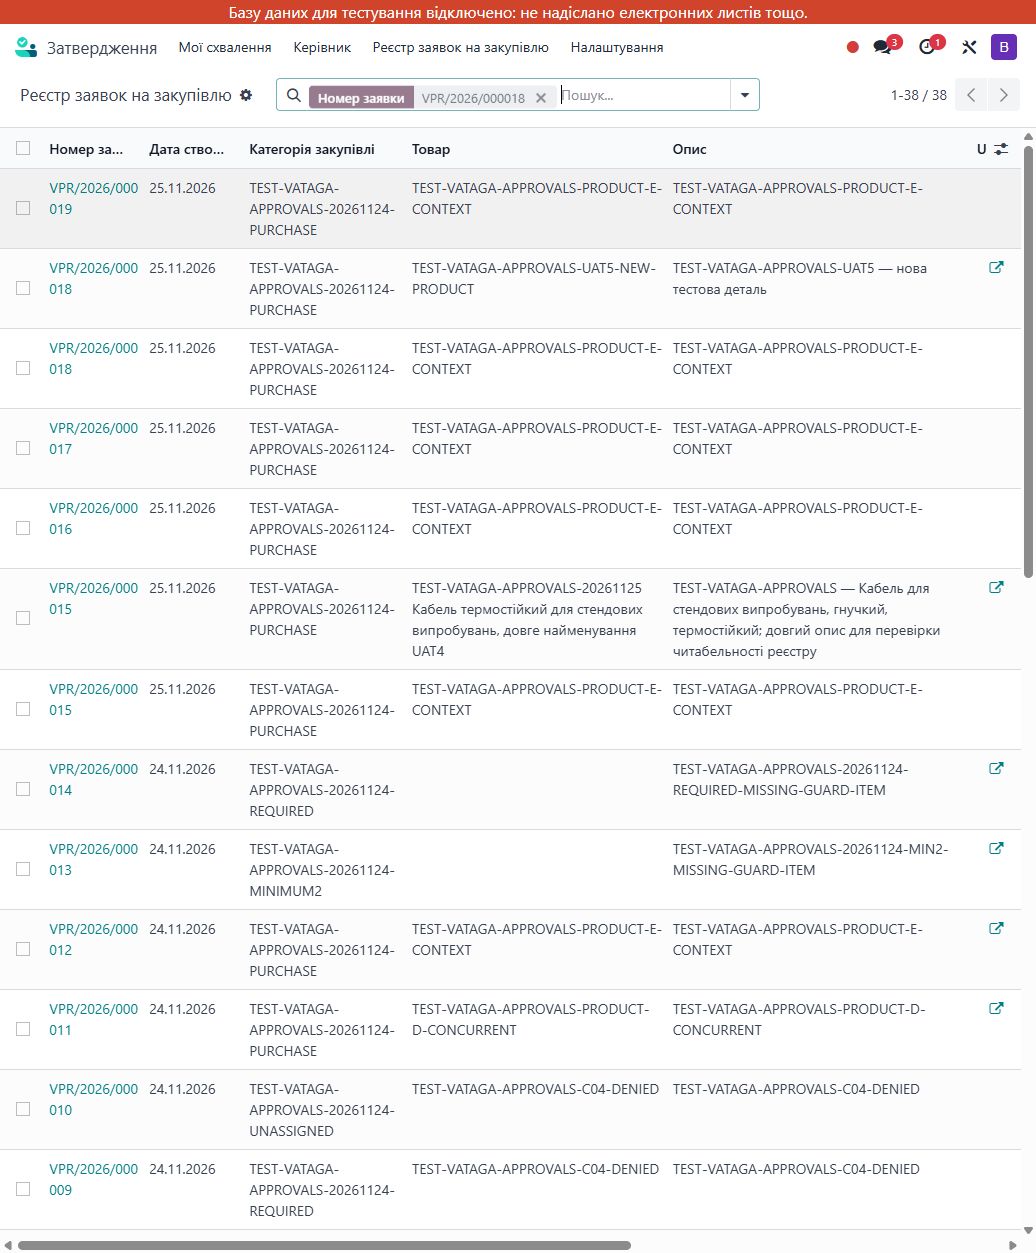 Базу даних для тестування відключено: не надіслано електронних листів тощо.
Затвердження Мої схвалення Керівник Реєстр заявок на закупівлю Налаштування 3 1 B
Реєстр заявок на закупівлю Номер заявки VPR/2026/000018 Пошук... 1-38 / 38
Номер за... Дата ство... Категорія закупівлі Товар Опис U
VPR/2026/000 25.11.2026 TEST-VATAGA- TEST-VATAGA-APPROVALS-PRODUCT-E- TEST-VATAGA-APPROVALS-PRODUCT-E-
019 APPROVALS-20261124- CONTEXT CONTEXT
PURCHASE
VPR/2026/000 25.11.2026 TEST-VATAGA- TEST-VATAGA-APPROVALS-UAT5-NEW- TEST-VATAGA-APPROVALS-UAT5 — нова
018 APPROVALS-20261124- PRODUCT тестова деталь
PURCHASE
VPR/2026/000 25.11.2026 TEST-VATAGA- TEST-VATAGA-APPROVALS-PRODUCT-E- TEST-VATAGA-APPROVALS-PRODUCT-E-
018 APPROVALS-20261124- CONTEXT CONTEXT
PURCHASE
VPR/2026/000 25.11.2026 TEST-VATAGA- TEST-VATAGA-APPROVALS-PRODUCT-E- TEST-VATAGA-APPROVALS-PRODUCT-E-
017 APPROVALS-20261124- CONTEXT CONTEXT
PURCHASE
VPR/2026/000 25.11.2026 TEST-VATAGA- TEST-VATAGA-APPROVALS-PRODUCT-E- TEST-VATAGA-APPROVALS-PRODUCT-E-
016 APPROVALS-20261124- CONTEXT CONTEXT
PURCHASE
VPR/2026/000 25.11.2026 TEST-VATAGA- TEST-VATAGA-APPROVALS-20261125 TEST-VATAGA-APPROVALS — Кабель для
015 APPROVALS-20261124- Кабель термостійкий для стендових стендових випробувань, гнучкий,
PURCHASE випробувань, довге найменування термостійкий; довгий опис для перевірки
UAT4 читабельності реєстру
VPR/2026/000 25.11.2026 TEST-VATAGA- TEST-VATAGA-APPROVALS-PRODUCT-E- TEST-VATAGA-APPROVALS-PRODUCT-E-
015 APPROVALS-20261124- CONTEXT CONTEXT
PURCHASE
VPR/2026/000 24.11.2026 TEST-VATAGA- TEST-VATAGA-APPROVALS-20261124-
014 APPROVALS-20261124- REQUIRED-MISSING-GUARD-ITEM
REQUIRED
VPR/2026/000 24.11.2026 TEST-VATAGA- TEST-VATAGA-APPROVALS-20261124-MIN2-
013 APPROVALS-20261124- MISSING-GUARD-ITEM
MINIMUM2
VPR/2026/000 24.11.2026 TEST-VATAGA- TEST-VATAGA-APPROVALS-PRODUCT-E- TEST-VATAGA-APPROVALS-PRODUCT-E-
012 APPROVALS-20261124- CONTEXT CONTEXT
PURCHASE
VPR/2026/000 24.11.2026 TEST-VATAGA- TEST-VATAGA-APPROVALS-PRODUCT- TEST-VATAGA-APPROVALS-PRODUCT-D-
011 APPROVALS-20261124- D-CONCURRENT CONCURRENT
PURCHASE
VPR/2026/000 24.11.2026 TEST-VATAGA- TEST-VATAGA-APPROVALS-C04-DENIED TEST-VATAGA-APPROVALS-C04-DENIED
010 APPROVALS-20261124-
UNASSIGNED
VPR/2026/000 24.11.2026 TEST-VATAGA- TEST-VATAGA-APPROVALS-C04-DENIED TEST-VATAGA-APPROVALS-C04-DENIED
009 APPROVALS-20261124-
REQUIRED